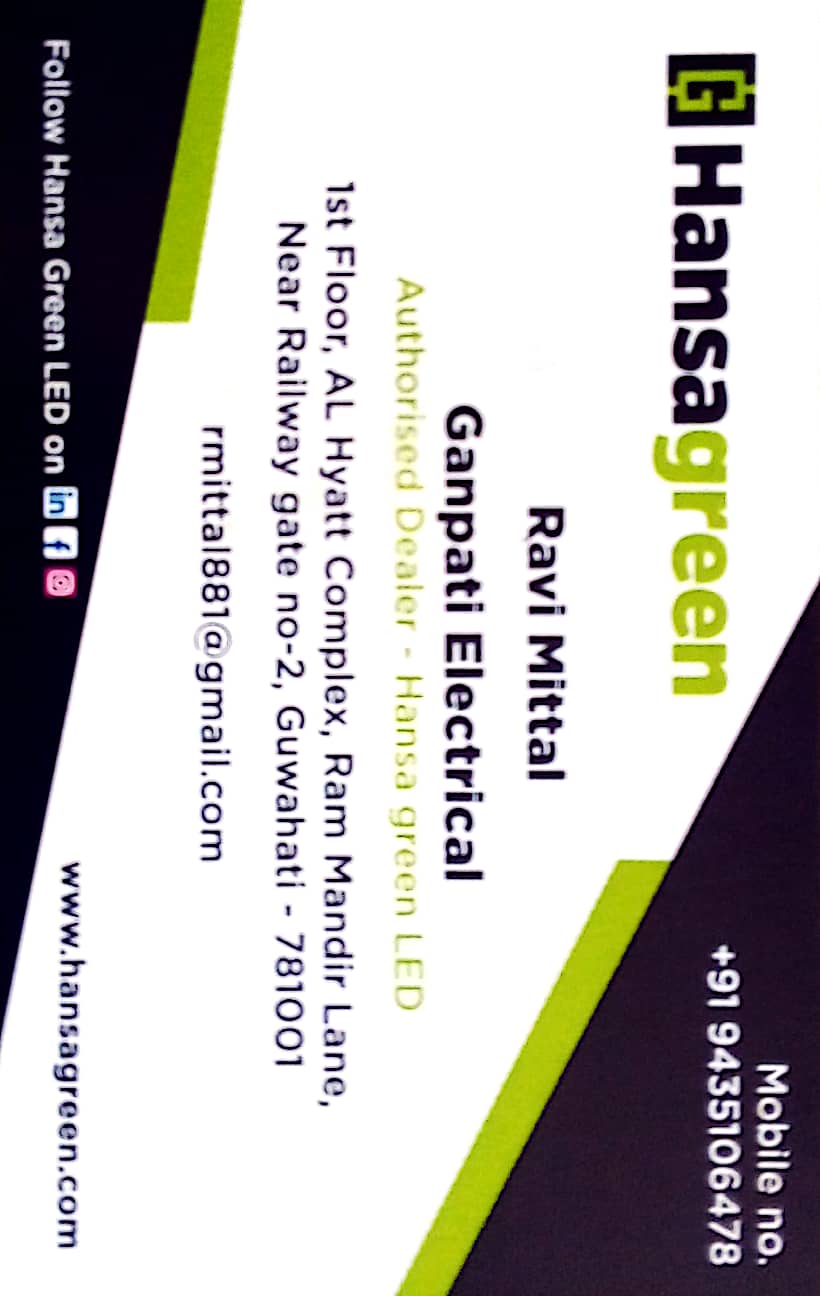 Hansagreen
Mobile no.
+91 9435106478
Ravi Mittal
Ganpati Electrical
Authorised Dealer - Hansa green LED
1st Floor, AL Hyatt Complex, Ram Mandir Lane,
Near Railway gate no-2, Guwahati - 781001
rmittal881@gmail.com
Follow Hansa Green LED on
www.hansagreen.com